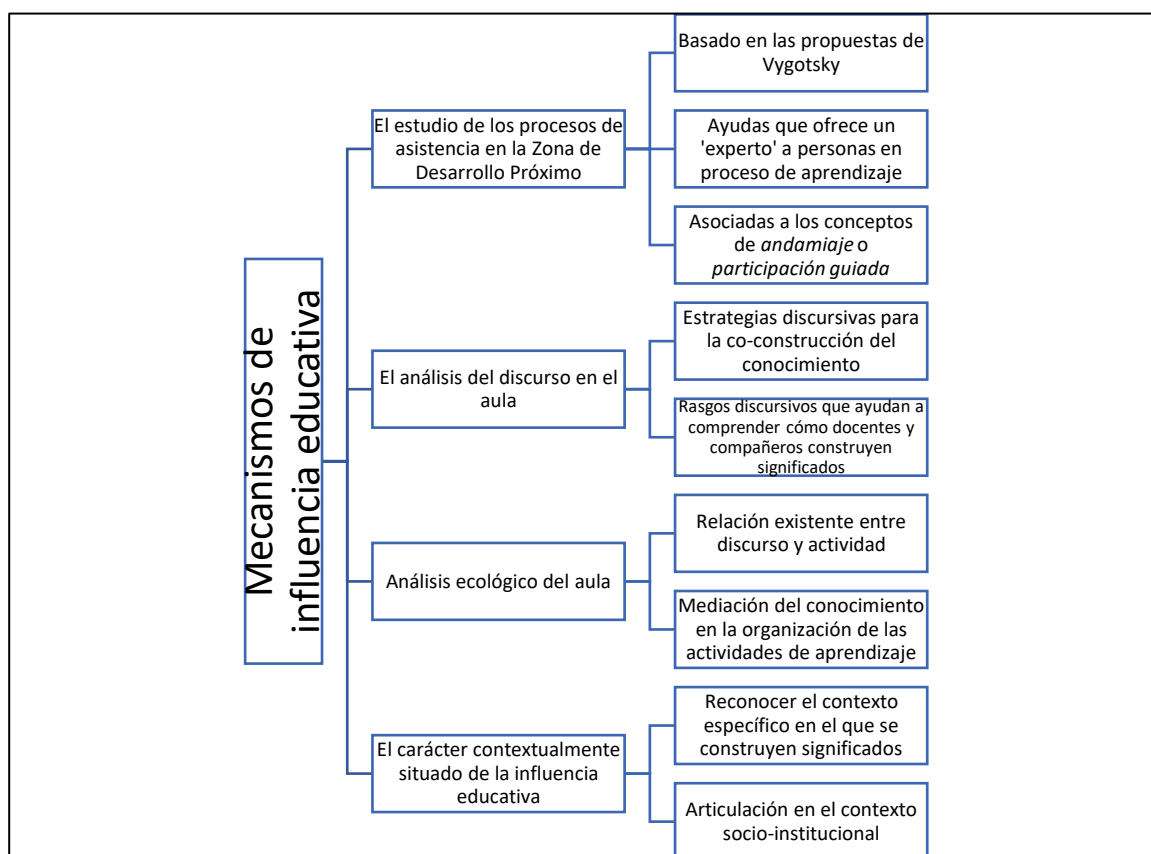 Mecanismos de
influencia educativa
El estudio de los procesos de
asistencia en la Zona de
Desarrollo Próximo
Basado en las propuestas de
Vygotsky
Ayudas que ofrece un
'experto' a personas en
proceso de aprendizaje
Asociadas a los conceptos
de andamiaje o
participación guiada
El análisis del discurso en el
aula
Estrategias discursivas para
la co-construcción del
conocimiento
Rasgos discursivos que ayudan a
comprender cómo docentes y
compañeros construyen
significados
Análisis ecológico del aula
Relación existente entre
discurso y actividad
Mediación del conocimiento
en la organización de las
actividades de aprendizaje
El carácter contextualmente
situado de la influencia
educativa
Reconocer el contexto
específico en el que se
construyen significados
Articulación en el contexto
socio-institucional